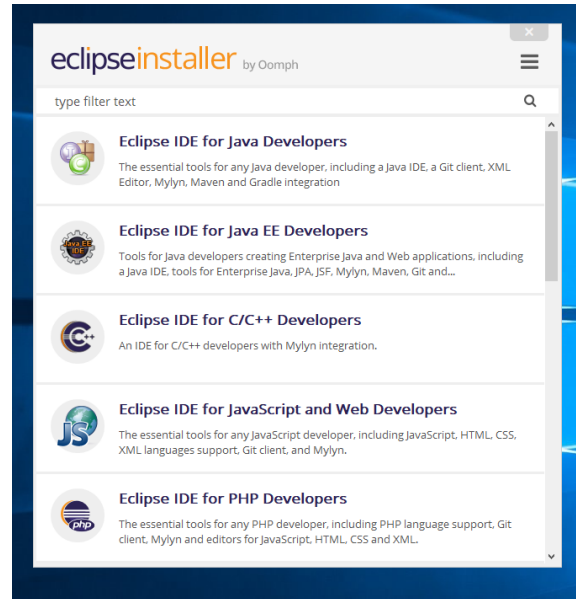 eclipseinstaller by Oomph
type filter text
Eclipse IDE for Java Developers
The essential tools for any Java developer, including a Java IDE, a Git client, XML
Editor, Mylyn, Maven and Gradle integration
Java EE
IDE
Eclipse IDE for Java EE Developers
Tools for Java developers creating Enterprise Java and Web applications, including
a Java IDE, tools for Enterprise Java, JPA, JSF, Mylyn, Maven, Git and...
C++
Eclipse IDE for C/C++ Developers
An IDE for C/C++ developers with Mylyn integration.
JS
Eclipse IDE for JavaScript and Web Developers
The essential tools for any JavaScript developer, including JavaScript, HTML, CSS,
XML languages support, Git client, and Mylyn.
php
Eclipse IDE for PHP Developers
The essential tools for any PHP developer, including PHP language support, Git
client, Mylyn and editors for JavaScript, HTML, CSS and XML.